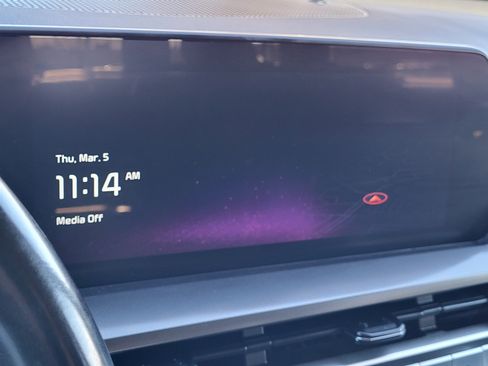 Thu, Mar. 5
11:14 AM
Media Off